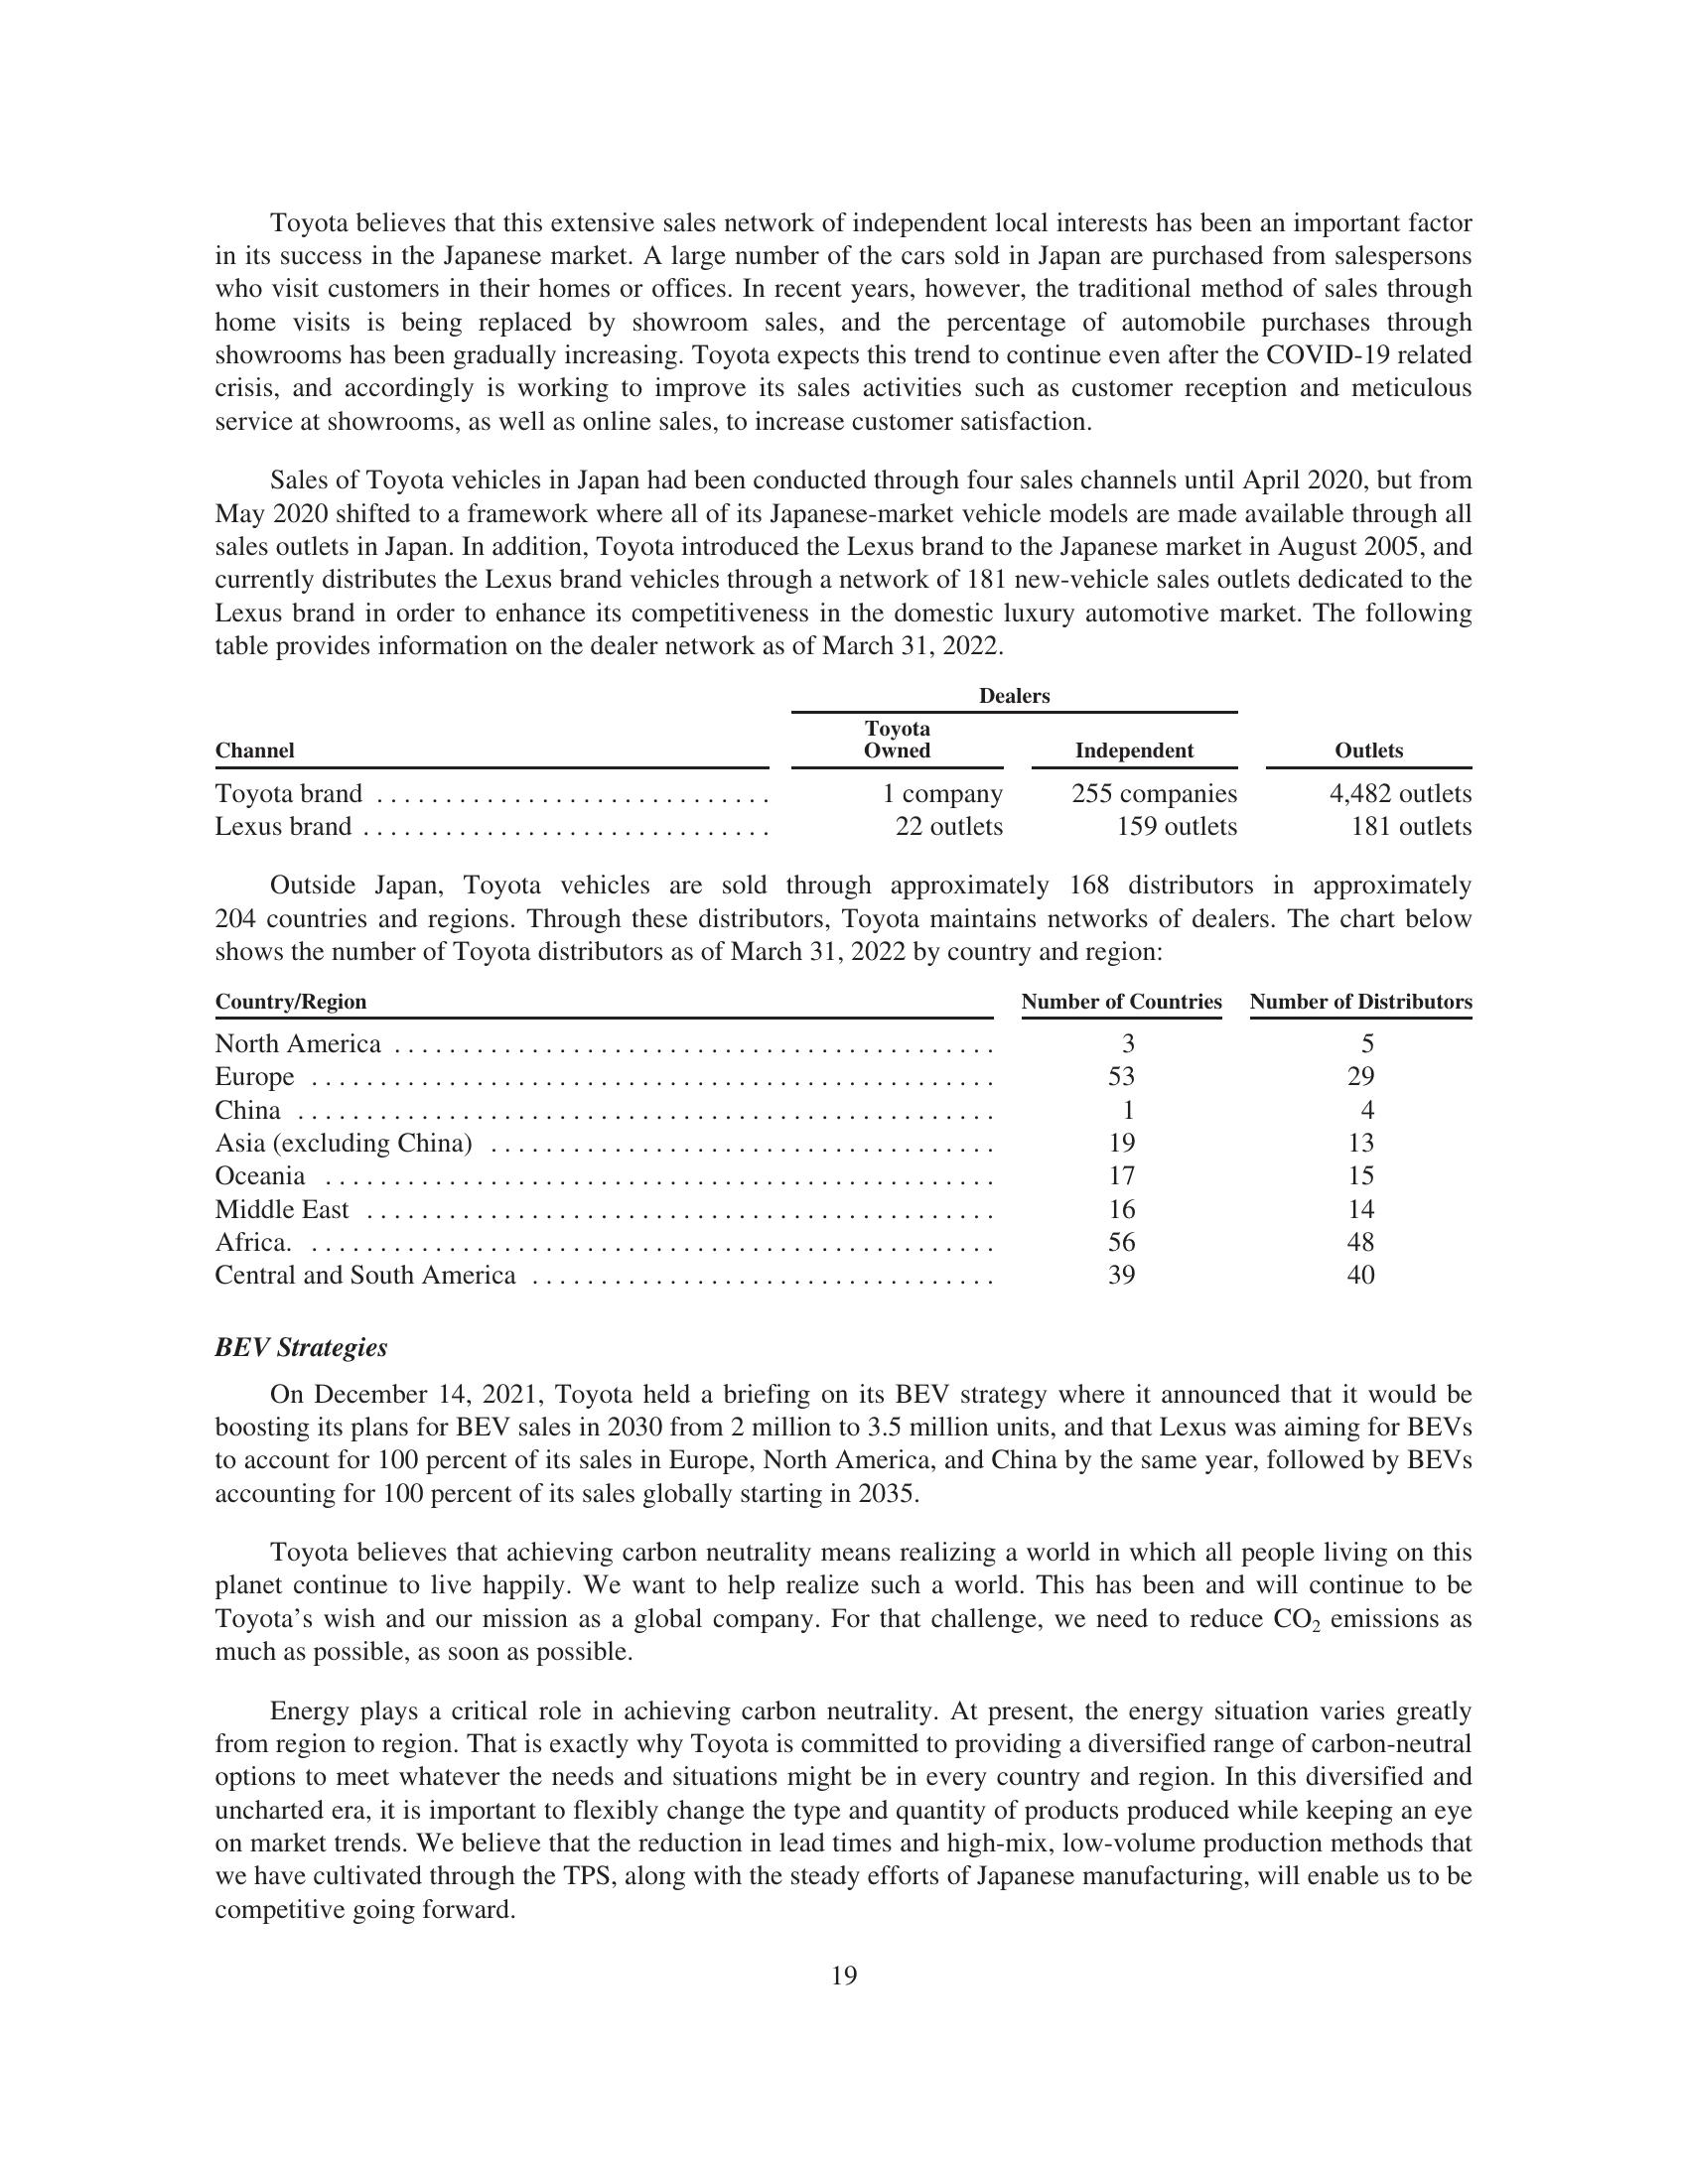 Toyota believes that this extensive sales network of independent local interests has been an important factor
in its success in the Japanese market. A large number of the cars sold in Japan are purchased from salespersons
who visit customers in their homes or offices. In recent years, however, the traditional method of sales through
home visits is being replaced by showroom sales, and the percentage of automobile purchases through
showrooms has been gradually increasing. Toyota expects this trend to continue even after the COVID-19 related
crisis, and accordingly is working to improve its sales activities such as customer reception and meticulous
service at showrooms, as well as online sales, to increase customer satisfaction.
Sales of Toyota vehicles in Japan had been conducted through four sales channels until April 2020, but from
May 2020 shifted to a framework where all of its Japanese-market vehicle models are made available through all
sales outlets in Japan. In addition, Toyota introduced the Lexus brand to the Japanese market in August 2005, and
currently distributes the Lexus brand vehicles through a network of 181 new-vehicle sales outlets dedicated to the
Lexus brand in order to enhance its competitiveness in the domestic luxury automotive market. The following
table provides information on the dealer network as of March 31, 2022.
Dealers
Toyota
Channel Owned Independent Outlets
Toyota brand . . . . . . . . . . . . . . . . . . . . . . . . . . . . . 1 company 255 companies 4,482 outlets
Lexus brand . . . . . . . . . . . . . . . . . . . . . . . . . . . . . . 22 outlets 159 outlets 181 outlets
Outside Japan, Toyota vehicles are sold through approximately 168 distributors in approximately
204 countries and regions. Through these distributors, Toyota maintains networks of dealers. The chart below
shows the number of Toyota distributors as of March 31, 2022 by country and region:
Country/Region Number of Countries Number of Distributors
North America . . . . . . . . . . . . . . . . . . . . . . . . . . . . . . . . . . . . . . . . . . . . 3 5
Europe . . . . . . . . . . . . . . . . . . . . . . . . . . . . . . . . . . . . . . . . . . . . . . . . . . 53 29
China . . . . . . . . . . . . . . . . . . . . . . . . . . . . . . . . . . . . . . . . . . . . . . . . . . . 1 4
Asia (excluding China) . . . . . . . . . . . . . . . . . . . . . . . . . . . . . . . . . . . . . 19 13
Oceania . . . . . . . . . . . . . . . . . . . . . . . . . . . . . . . . . . . . . . . . . . . . . . . . . 17 15
Middle East . . . . . . . . . . . . . . . . . . . . . . . . . . . . . . . . . . . . . . . . . . . . . . 16 14
Africa. . . . . . . . . . . . . . . . . . . . . . . . . . . . . . . . . . . . . . . . . . . . . . . . . . . 56 48
Central and South America . . . . . . . . . . . . . . . . . . . . . . . . . . . . . . . . . . 39 40
BEV Strategies
On December 14, 2021, Toyota held a briefing on its BEV strategy where it announced that it would be
boosting its plans for BEV sales in 2030 from 2 million to 3.5 million units, and that Lexus was aiming for BEVs
to account for 100 percent of its sales in Europe, North America, and China by the same year, followed by BEVs
accounting for 100 percent of its sales globally starting in 2035.
Toyota believes that achieving carbon neutrality means realizing a world in which all people living on this
planet continue to live happily. We want to help realize such a world. This has been and will continue to be
Toyota’s wish and our mission as a global company. For that challenge, we need to reduce CO₂ emissions as
much as possible, as soon as possible.
Energy plays a critical role in achieving carbon neutrality. At present, the energy situation varies greatly
from region to region. That is exactly why Toyota is committed to providing a diversified range of carbon-neutral
options to meet whatever the needs and situations might be in every country and region. In this diversified and
uncharted era, it is important to flexibly change the type and quantity of products produced while keeping an eye
on market trends. We believe that the reduction in lead times and high-mix, low-volume production methods that
we have cultivated through the TPS, along with the steady efforts of Japanese manufacturing, will enable us to be
competitive going forward.
19